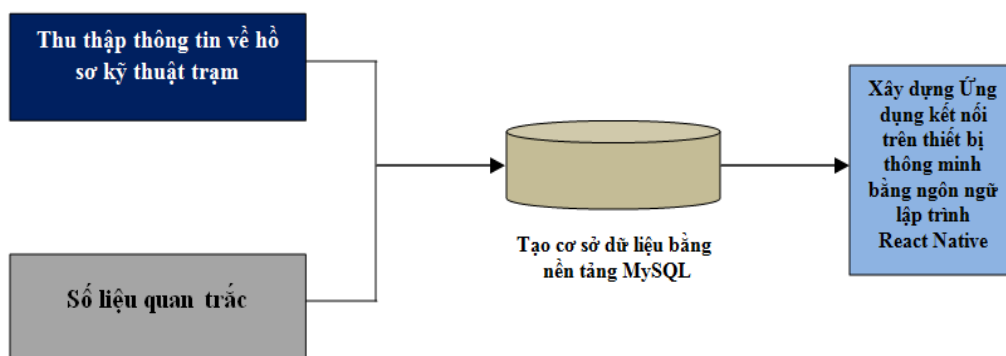 Thu thập thông tin về hồ
sơ kỹ thuật trạm
Số liệu quan trắc
Tạo cơ sở dữ liệu bằng
nền tảng MySQL
Xây dựng Ứng
dụng kết nối
trên thiết bị
thông minh
bằng ngôn ngữ
lập trình
React Native